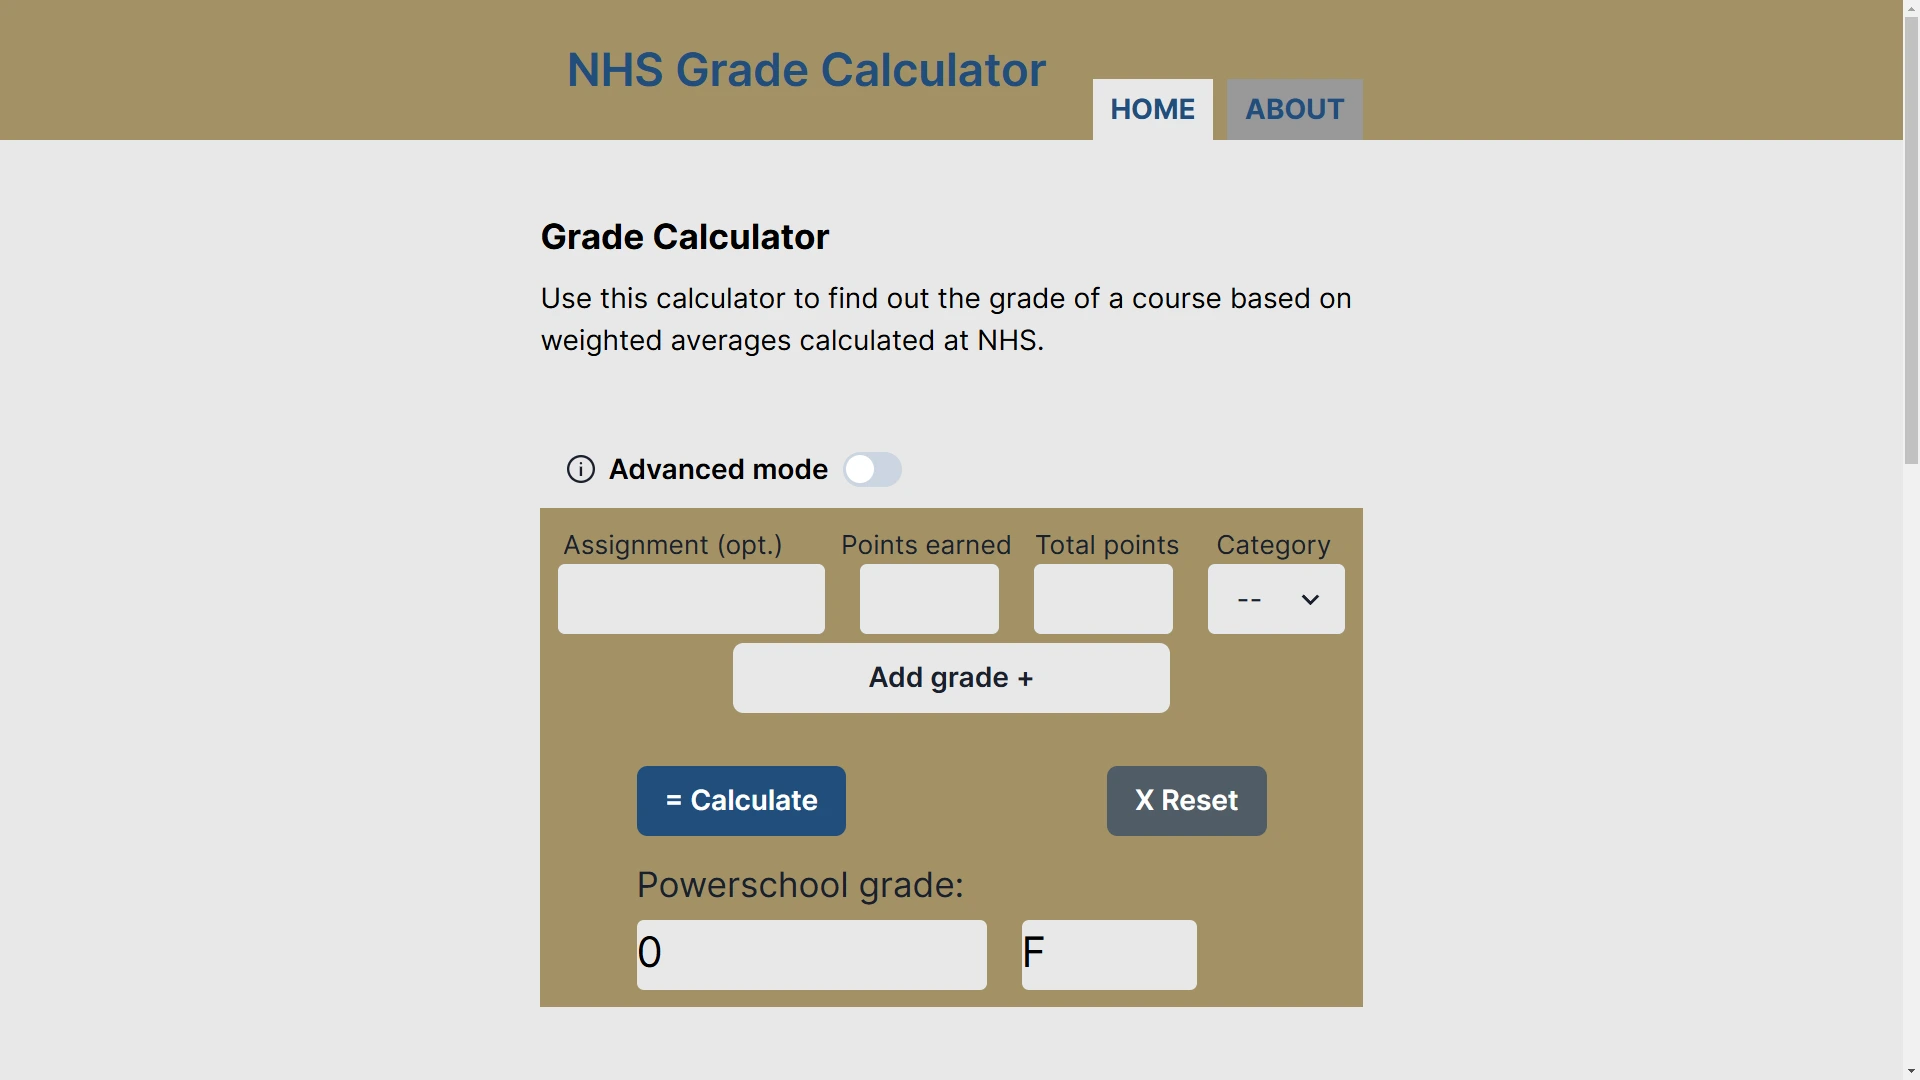 NHS Grade Calculator
HOME
ABOUT
Grade Calculator
Use this calculator to find out the grade of a course based on
weighted averages calculated at NHS.
Advanced mode
Assignment (opt.) Points earned Total points Category
--
Add grade +
= Calculate
X Reset
Powerschool grade:
0
F